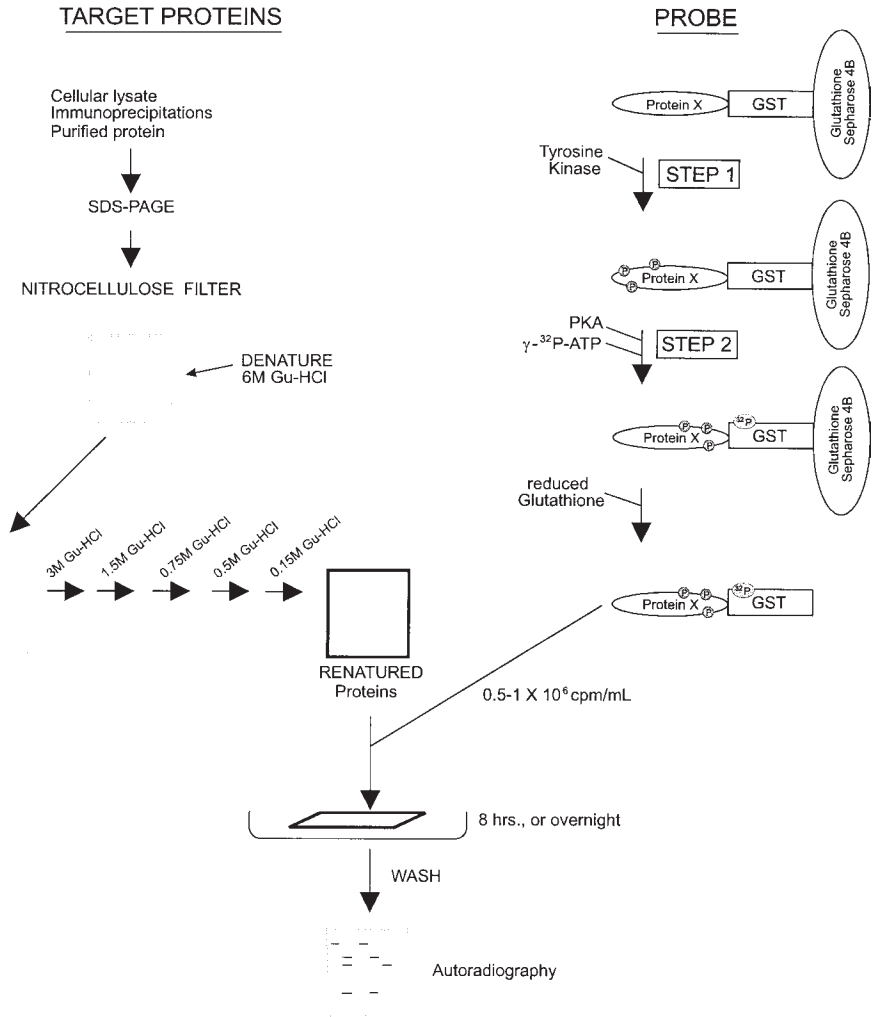 TARGET PROTEINS
PROBE
Cellular lysate
Immunoprecipitations
Purified protein
SDS-PAGE
NITROCELLULOSE FILTER
DENATURE
6M Gu-HCl
3M Gu-HCl
1.5M Gu-HCl
0.75M Gu-HCl
0.5M Gu-HCl
0.15M Gu-HCl
RENATURED
Proteins
Protein X
GST
Glutathione
Sepharose 4B
Tyrosine
Kinase
STEP 1
P
P
P
Protein X
GST
Glutathione
Sepharose 4B
PKA
γ-³²P-ATP
STEP 2
P
P
P
Protein X
³²P
GST
Glutathione
Sepharose 4B
reduced
Glutathione
P
P
P
Protein X
³²P
GST
0.5-1 X 10⁶ cpm/mL
8 hrs., or overnight
WASH
Autoradiography